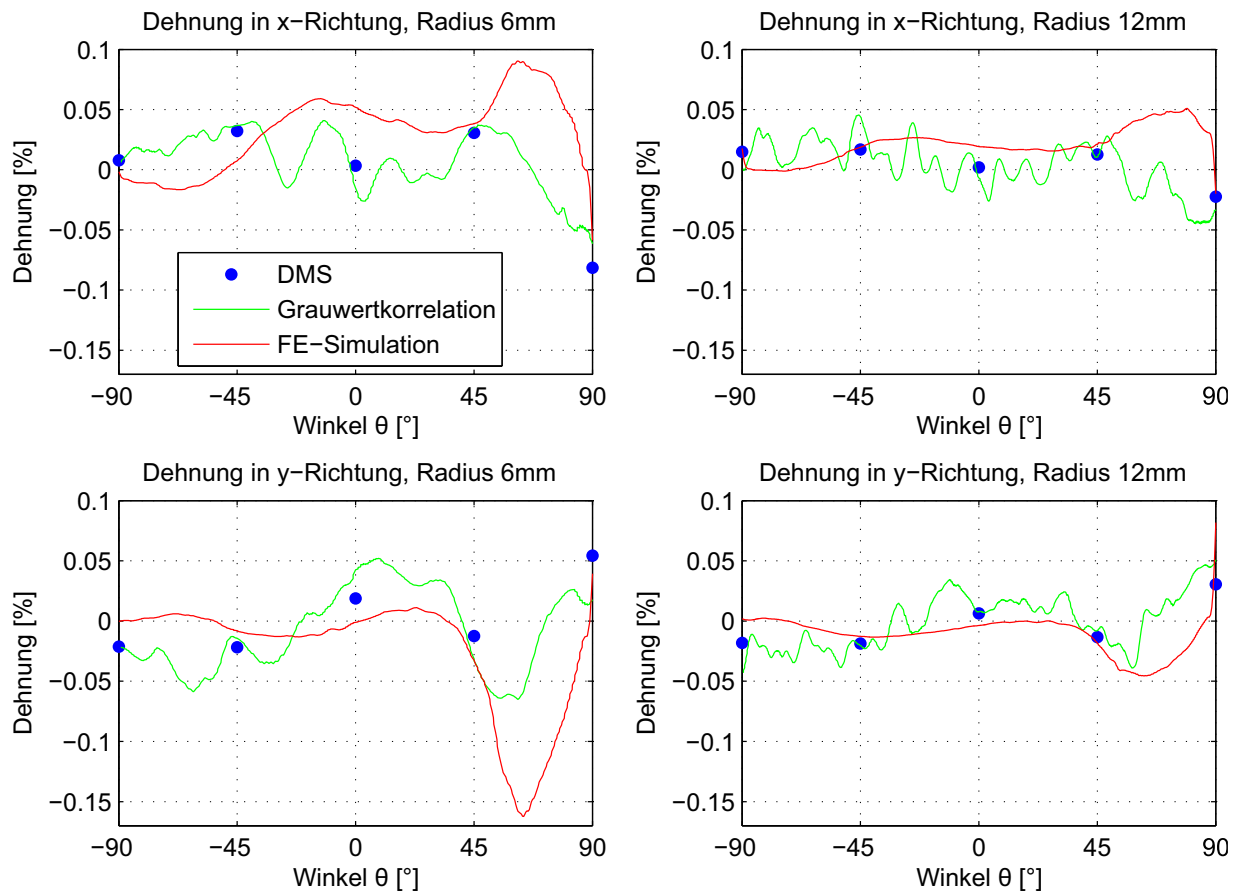 Dehnung in x−Richtung, Radius 6mm
0.1
0.05
0
−0.05
−0.1
−0.15
Dehnung [%]
DMS
Grauwertkorrelation
FE−Simulation
−90 −45 0 45 90
Winkel θ [°]
Dehnung in x−Richtung, Radius 12mm
0.1
0.05
0
−0.05
−0.1
−0.15
Dehnung [%]
−90 −45 0 45 90
Winkel θ [°]
Dehnung in y−Richtung, Radius 6mm
0.1
0.05
0
−0.05
−0.1
−0.15
Dehnung [%]
−90 −45 0 45 90
Winkel θ [°]
Dehnung in y−Richtung, Radius 12mm
0.1
0.05
0
−0.05
−0.1
−0.15
Dehnung [%]
−90 −45 0 45 90
Winkel θ [°]